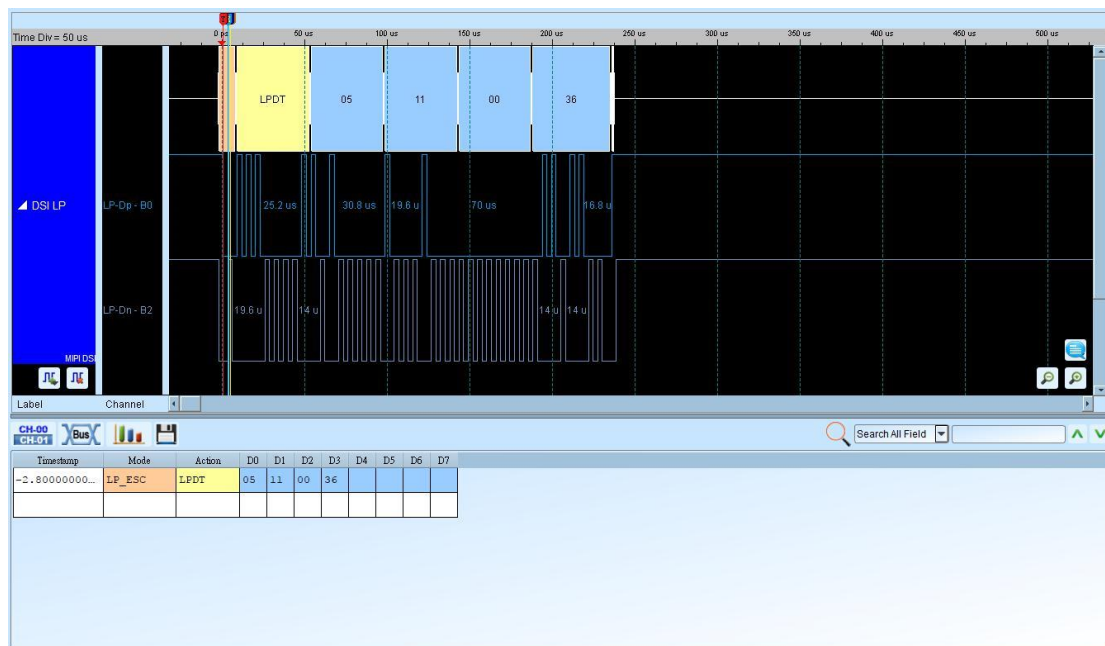 Time Div = 50 us
0 ps 50 us 100 us 150 us 200 us 250 us 300 us 350 us 400 us 450 us 500 us
LPDT 05 11 00 36
DSI LP LP-Dp - B0 25.2 us 30.8 us 19.6 u 70 us 16.8 u
LP-Dn - B2 19.6 u 14 u 14 u 14 u
MIPI DSI
Label Channel
CH-00
CH-01
Bus
Search All Field
Timestamp Mode Action D0 D1 D2 D3 D4 D5 D6 D7
-2.80000000... LP_ESC LPDT 05 11 00 36